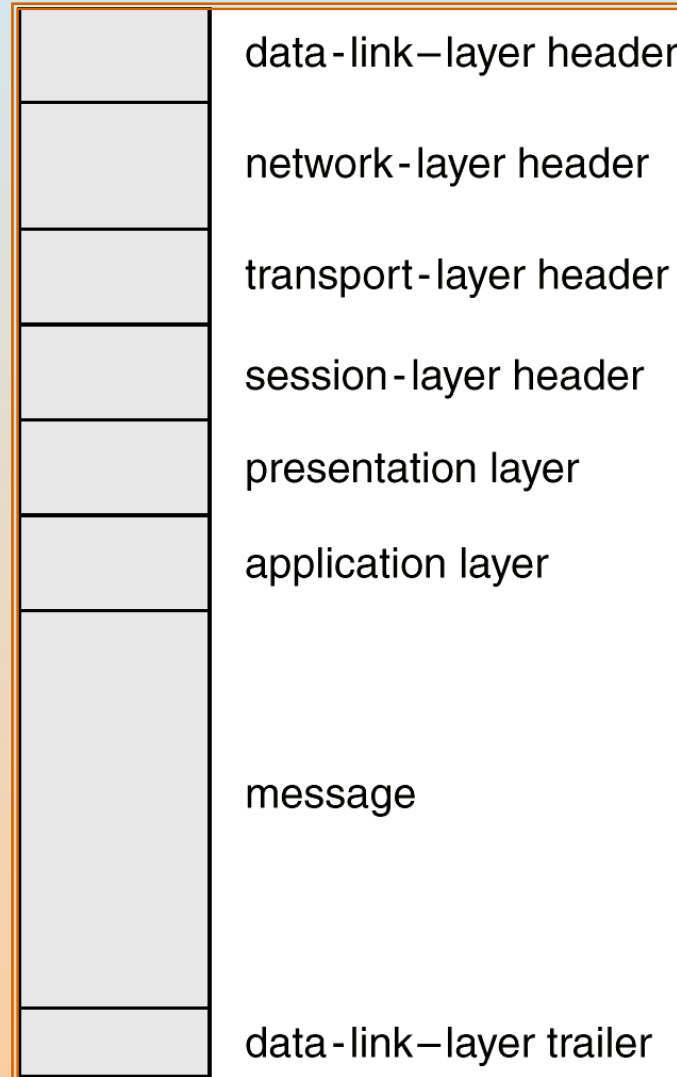 data-link–layer header
network-layer header
transport-layer header
session-layer header
presentation layer
application layer
message
data-link–layer trailer